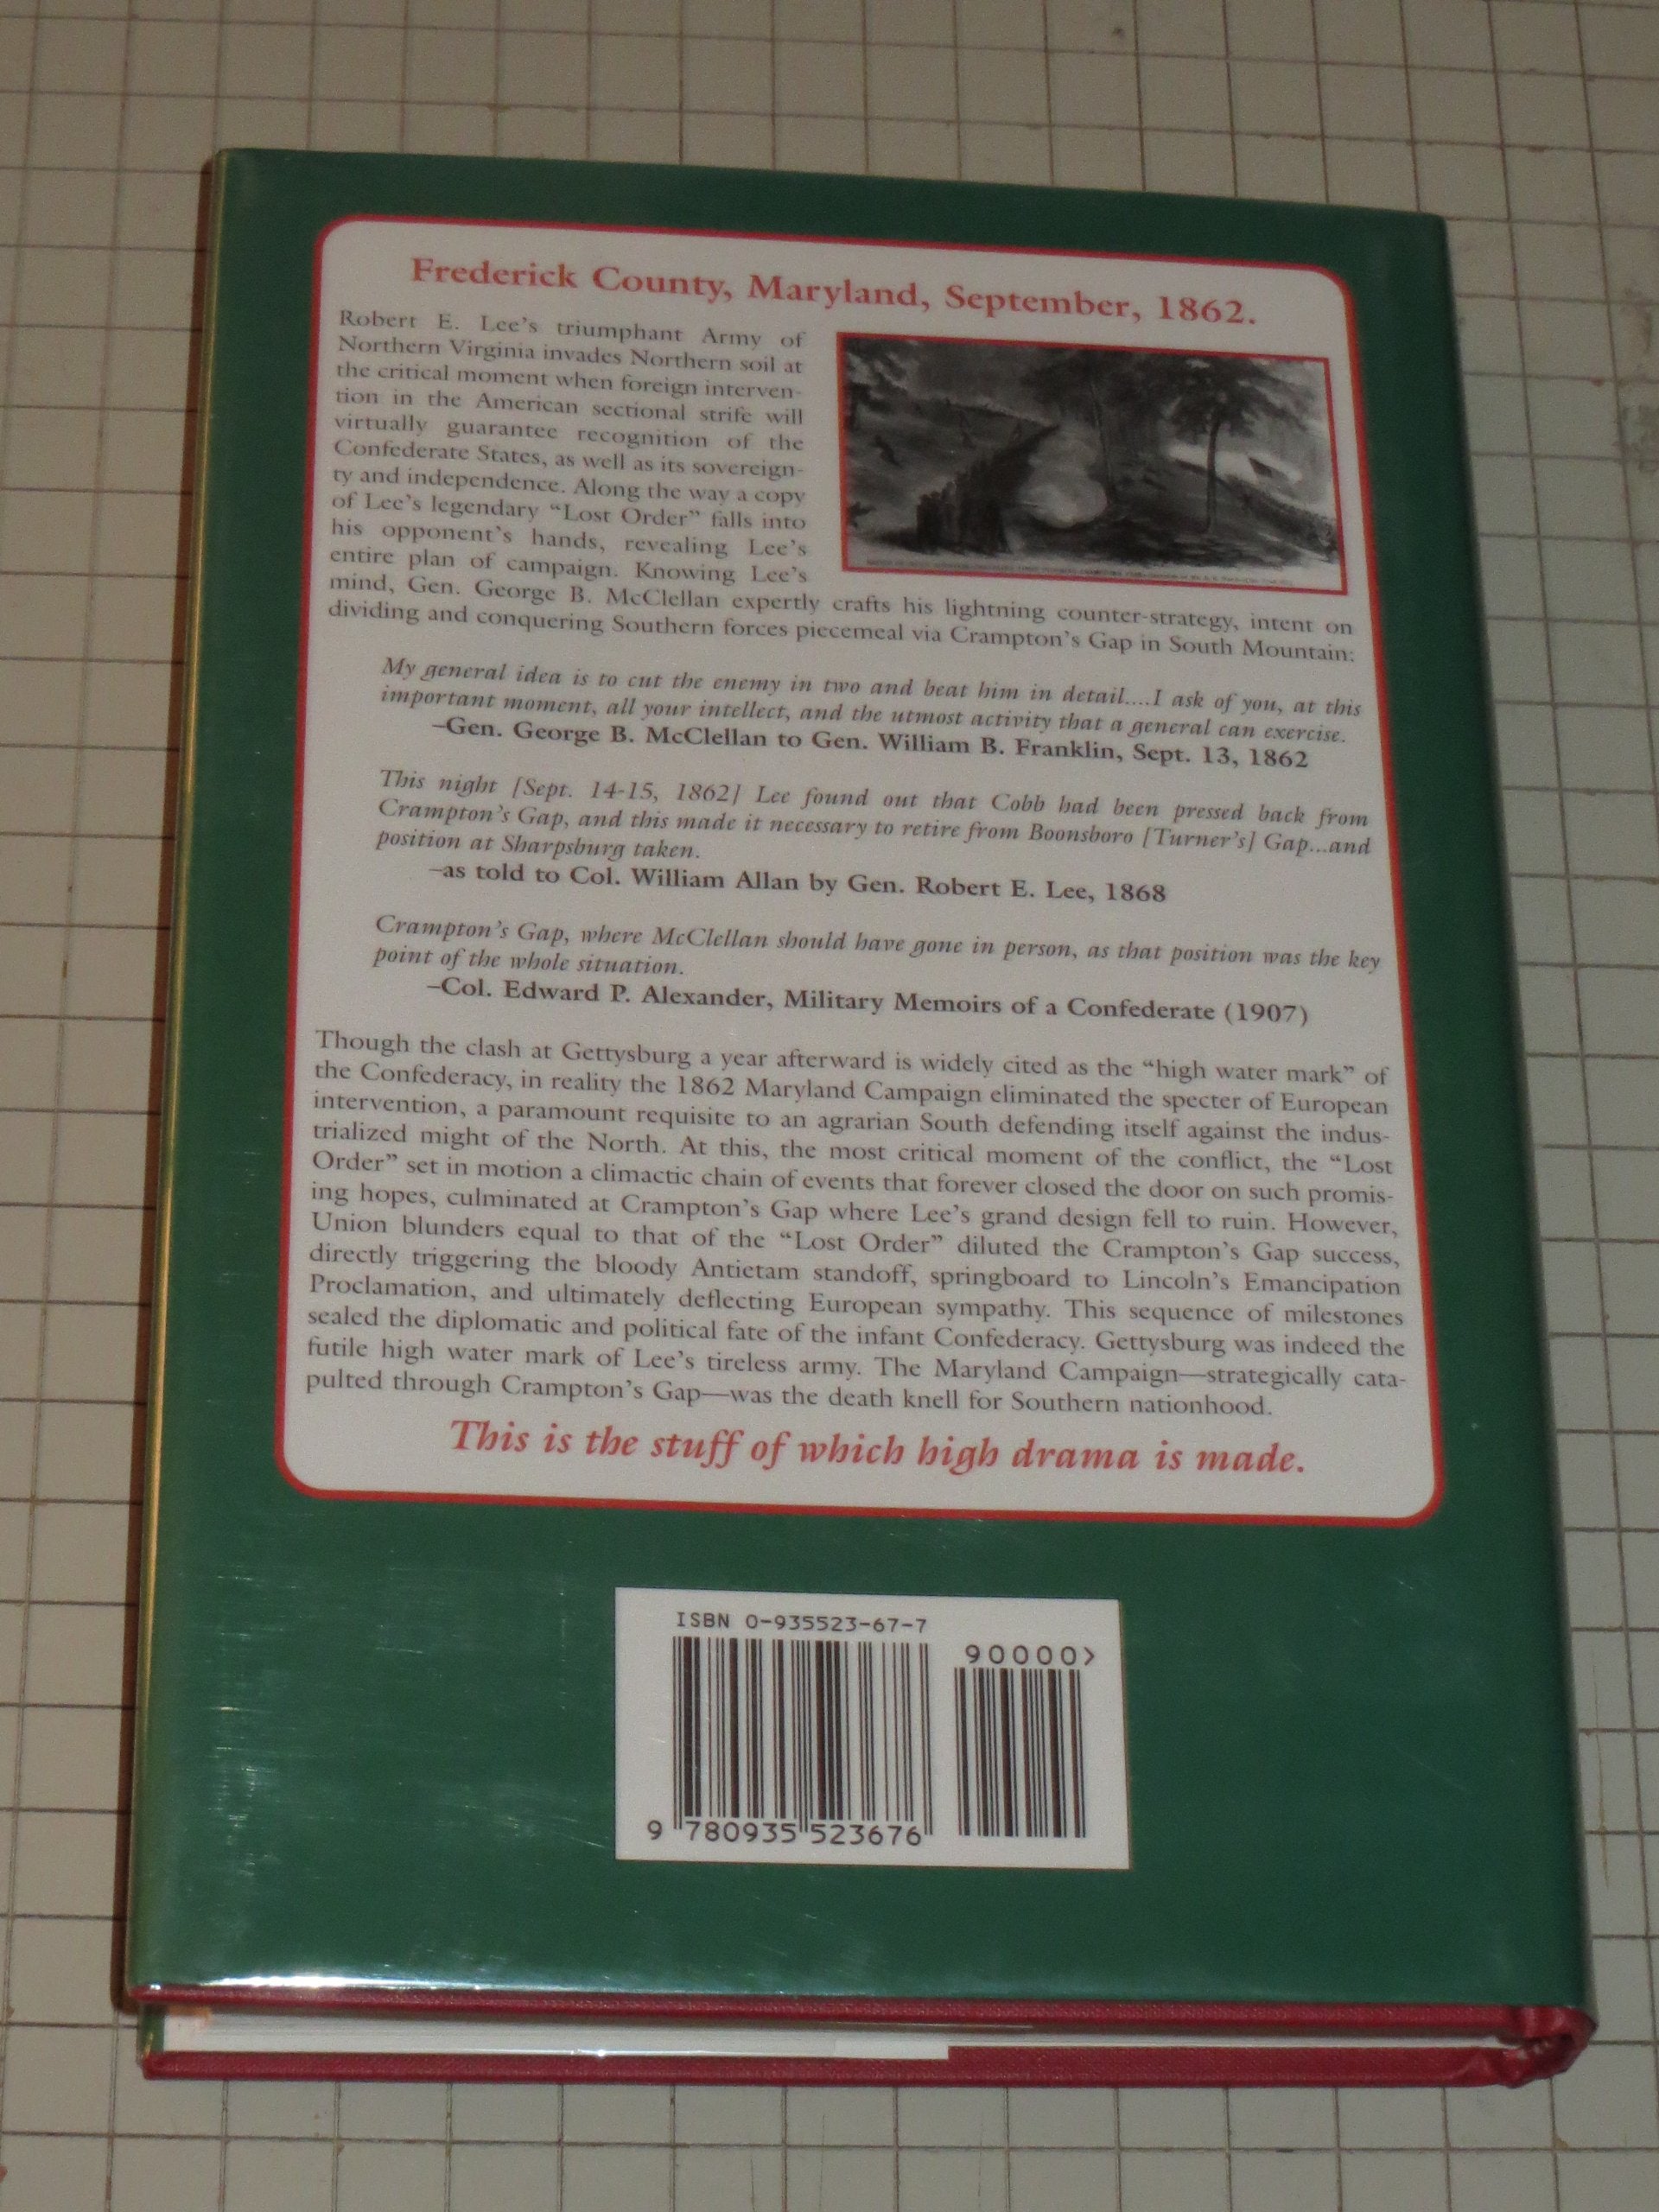 Frederick County, Maryland, September, 1862.
Robert E. Lee's triumphant Army of
Northern Virginia invades Northern soil at
the critical moment when foreign interven-
tion in the American sectional strife will
virtually guarantee recognition of the
Confederate States, as well as its sovereign-
ty and independence. Along the way a copy
of Lee's legendary “Lost Order” falls into
his opponent's hands, revealing Lee's
entire plan of campaign. Knowing Lee's
mind, Gen. George B. McClellan expertly crafts his lightning counter-strategy, intent on
dividing and conquering Southern forces piecemeal via Crampton's Gap in South Mountain:
My general idea is to cut the enemy in two and beat him in detail....I ask of you, at this
important moment, all your intellect, and the utmost activity that a general can exercise.
–Gen. George B. McClellan to Gen. William B. Franklin, Sept. 13, 1862
This night [Sept. 14-15, 1862] Lee found out that Cobb had been pressed back from
Crampton's Gap, and this made it necessary to retire from Boonsboro [Turner's] Gap...and
position at Sharpsburg taken.
–as told to Col. William Allan by Gen. Robert E. Lee, 1868
Crampton's Gap, where McClellan should have gone in person, as that position was the key
point of the whole situation.
–Col. Edward P. Alexander, Military Memoirs of a Confederate (1907)
Though the clash at Gettysburg a year afterward is widely cited as the “high water mark” of
the Confederacy, in reality the 1862 Maryland Campaign eliminated the specter of European
intervention, a paramount requisite to an agrarian South defending itself against the indus-
trialized might of the North. At this, the most critical moment of the conflict, the “Lost
Order” set in motion a climactic chain of events that forever closed the door on such promis-
ing hopes, culminated at Crampton's Gap where Lee's grand design fell to ruin. However,
Union blunders equal to that of the “Lost Order” diluted the Crampton's Gap success,
directly triggering the bloody Antietam standoff, springboard to Lincoln's Emancipation
Proclamation, and ultimately deflecting European sympathy. This sequence of milestones
sealed the diplomatic and political fate of the infant Confederacy. Gettysburg was indeed the
futile high water mark of Lee's tireless army. The Maryland Campaign—strategically cata-
pulted through Crampton's Gap—was the death knell for Southern nationhood.
This is the stuff of which high drama is made.
ISBN 0-935523-67-7
90000>
9 780935 523676